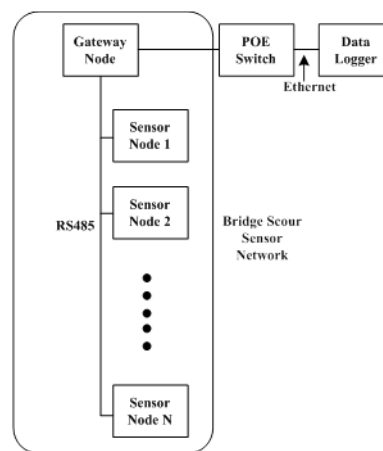 Gateway
Node
POE
Switch
Data
Logger
Ethernet
Sensor
Node 1
Sensor
Node 2
RS485
Bridge Scour
Sensor
Network
Sensor
Node N